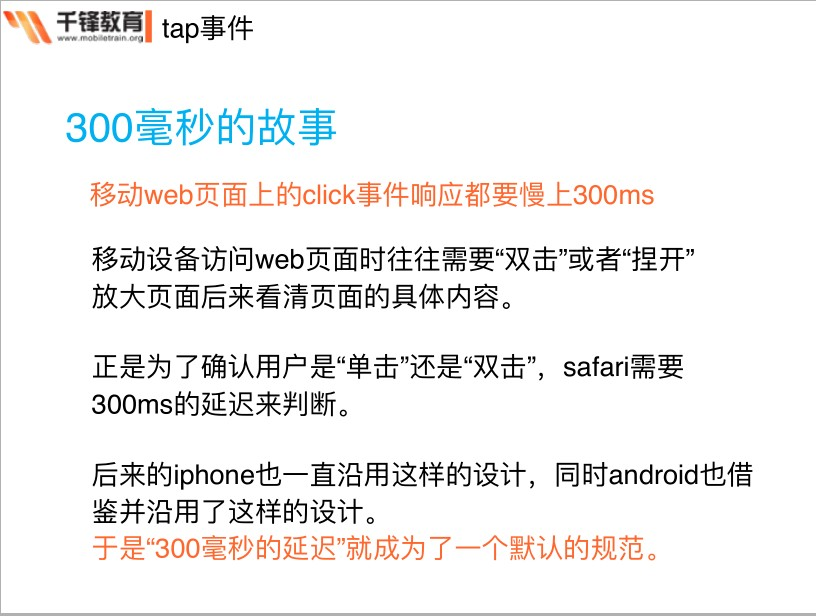 千锋教育
www.mobiletrain.org
tap事件
300毫秒的故事
移动web页面上的click事件响应都要慢上300ms
移动设备访问web页面时往往需要“双击”或者“捏开”
放大页面后来看清页面的具体内容。
正是为了确认用户是“单击”还是“双击”，safari需要
300ms的延迟来判断。
后来的iphone也一直沿用这样的设计，同时android也借
鉴并沿用了这样的设计。
于是“300毫秒的延迟”就成为了一个默认的规范。